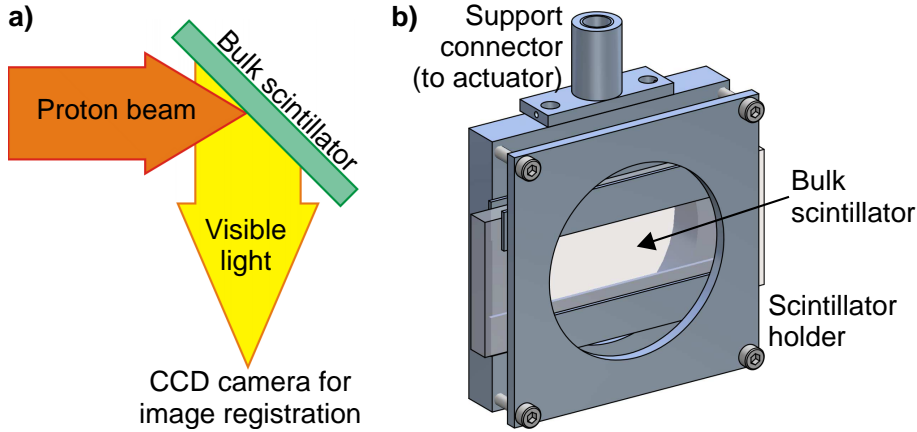 a)
Proton beam
Bulk scintillator
Visible
light
CCD camera for
image registration
b)
Support
connector
(to actuator)
Bulk
scintillator
Scintillator
holder